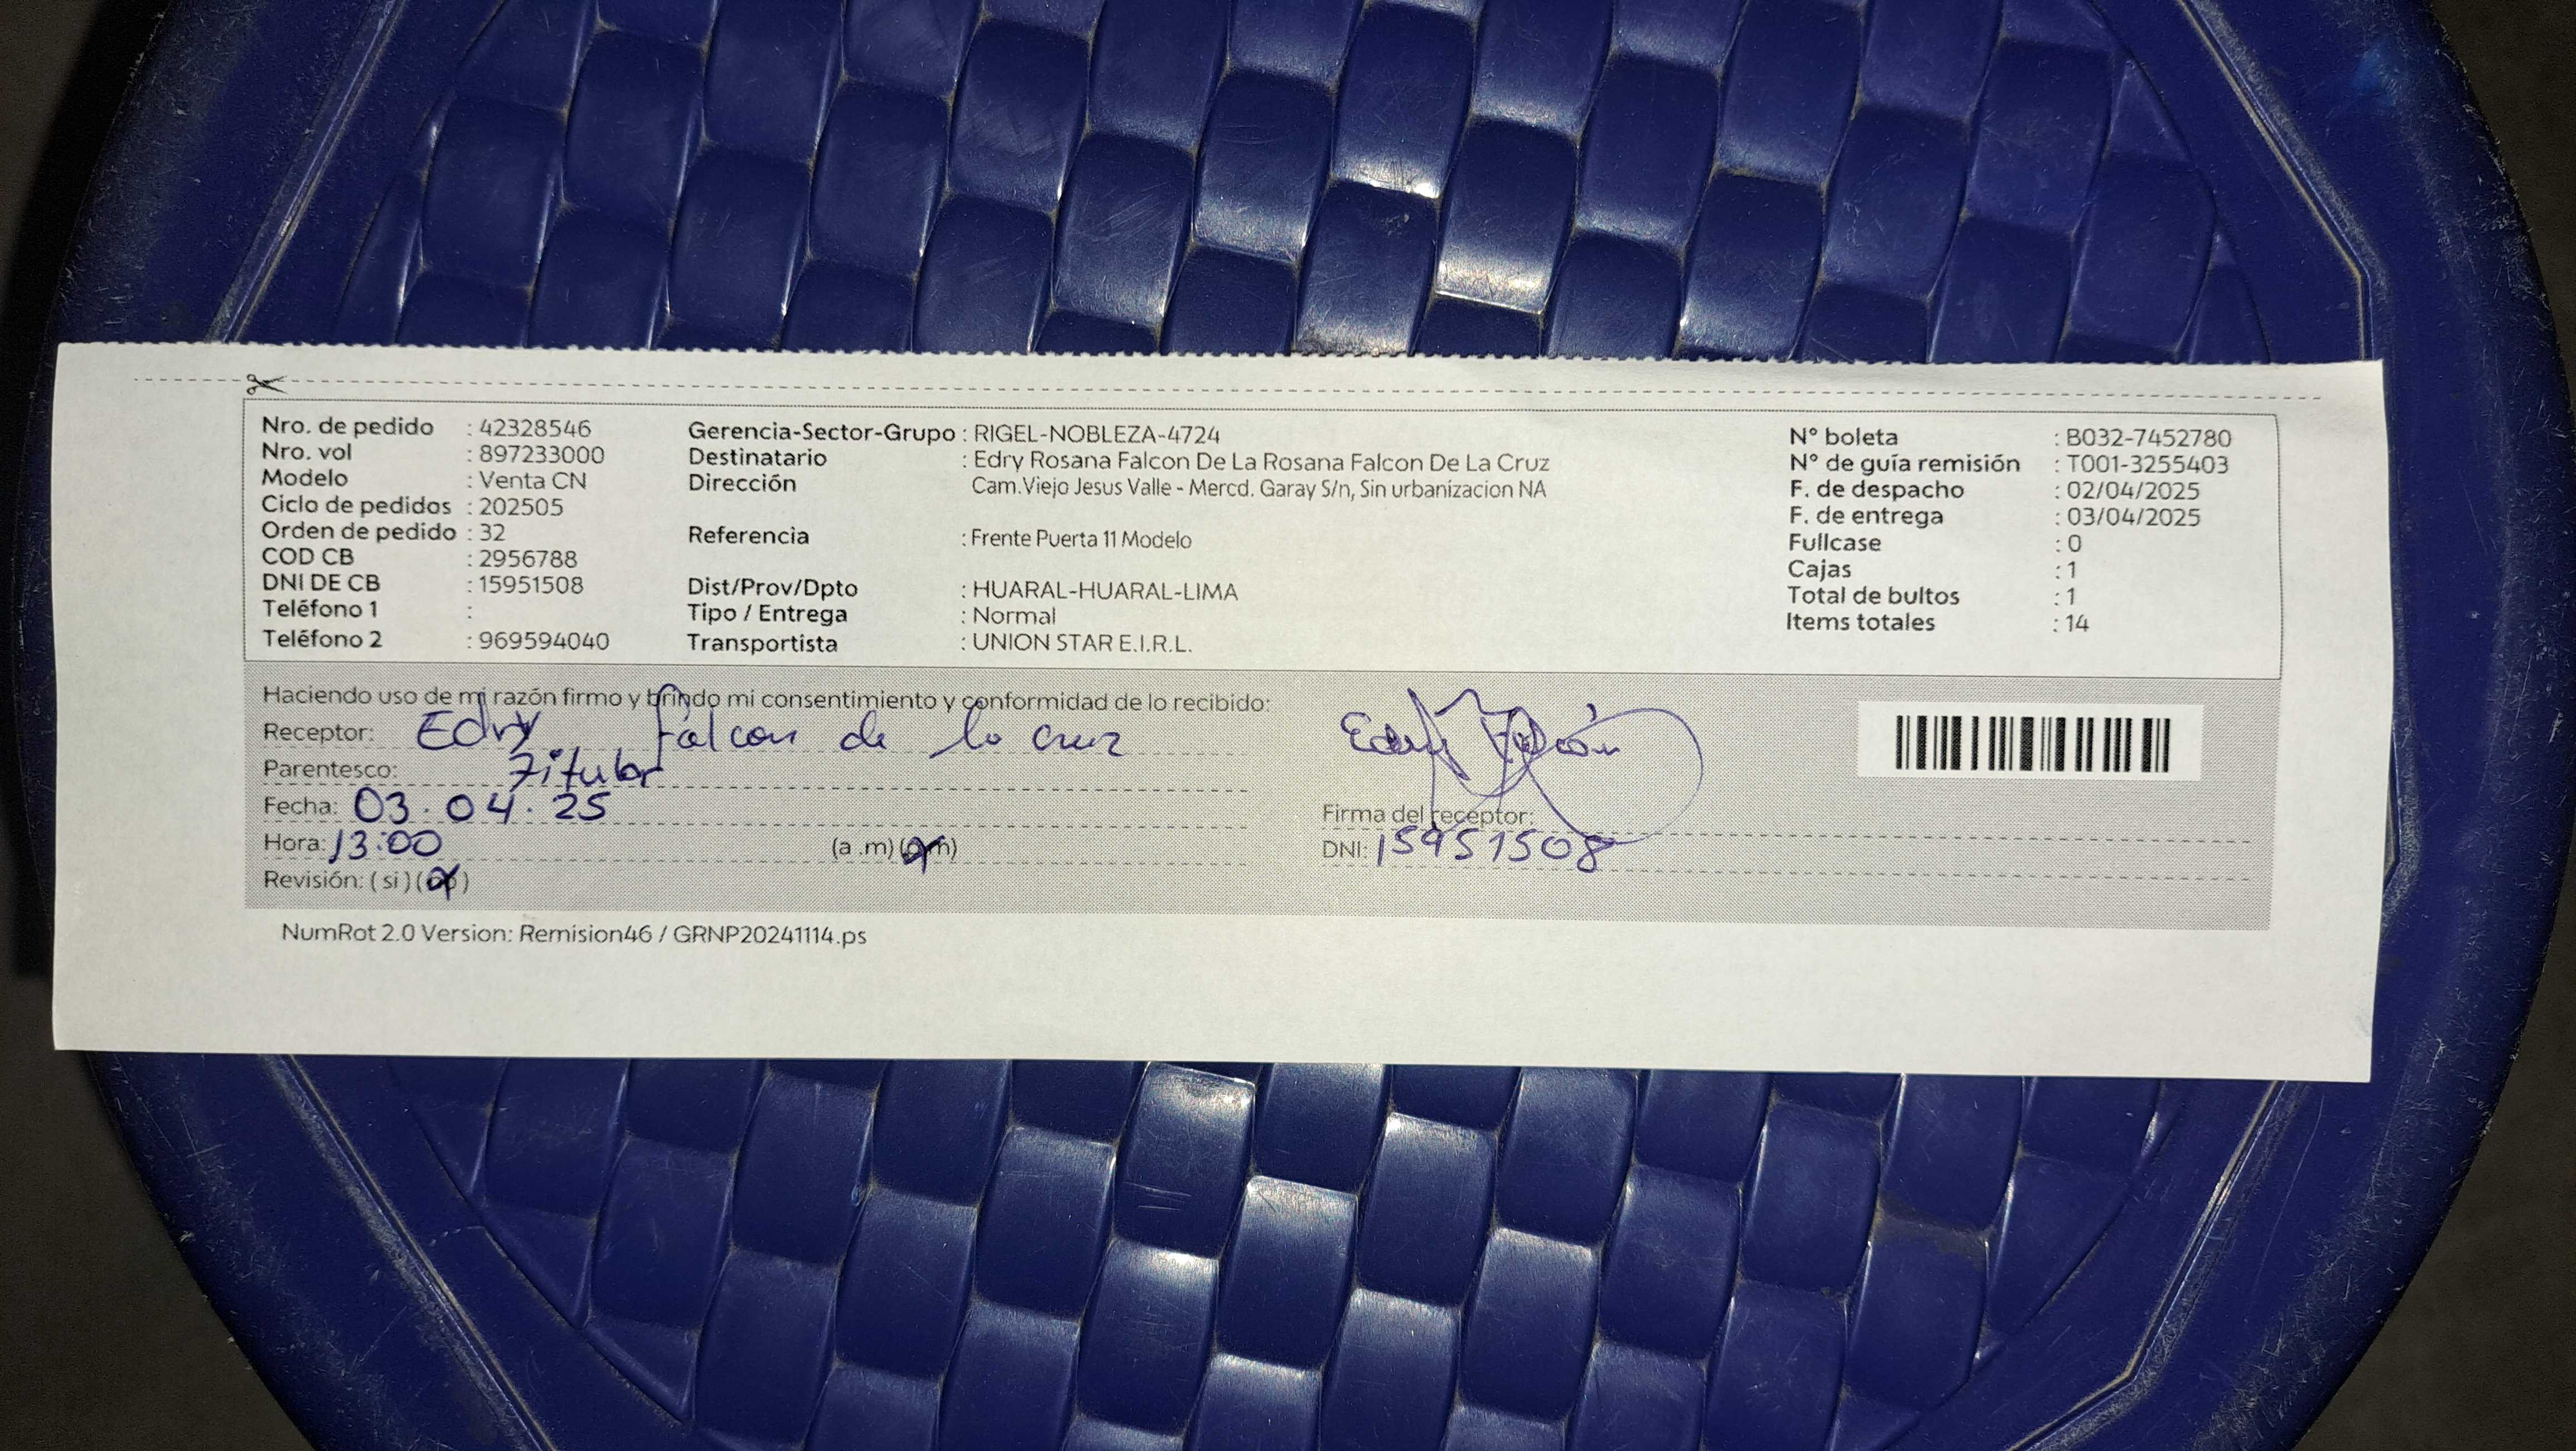 Nro. de pedido : 42328546
Nro. vol : 897233000
Modelo : Venta CN
Ciclo de pedidos : 202505
Orden de pedido : 32
COD CB : 2956788
DNI DE CB : 15951508
Teléfono 1 :
Teléfono 2 : 969594040
Gerencia-Sector-Grupo : RIGEL-NOBLEZA-4724
Destinatario : Edry Rosana Falcon De La Rosana Falcon De La Cruz
Dirección Cam.Viejo Jesus Valle - Mercd. Garay S/n, Sin urbanizacion NA
Referencia : Frente Puerta 11 Modelo
Dist/Prov/Dpto : HUARAL-HUARAL-LIMA
Tipo / Entrega : Normal
Transportista : UNION STAR E.I.R.L.
N° boleta : B032-7452780
N° de guía remisión : T001-3255403
F. de despacho : 02/04/2025
F. de entrega : 03/04/2025
Fullcase : 0
Cajas : 1
Total de bultos : 1
Items totales : 14
Haciendo uso de mi razón firmo y brindo mi consentimiento y conformidad de lo recibido:
Receptor: Edry Falcon de la cruz
Parentesco: Titular
Fecha: 03.04.25
Hora: 13:00 (a .m) (p.m)
Revisión: ( si ) ( no )
Edry Falcón
Firma del receptor:
DNI: 15951508
NumRot 2.0 Version: Remision46 / GRNP20241114.ps